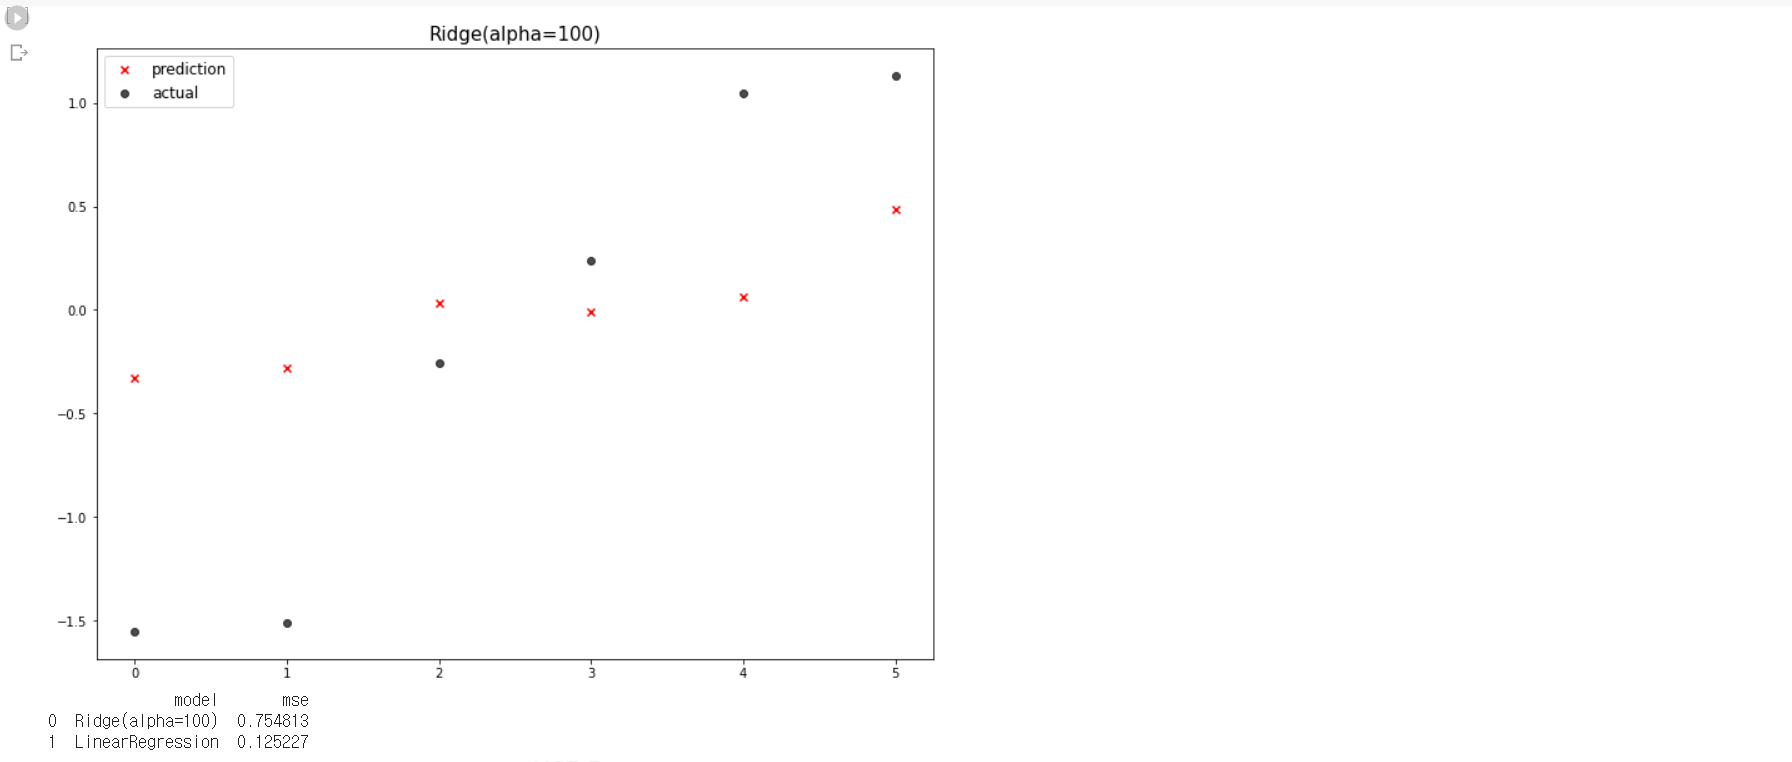 Ridge(alpha=100)
prediction
actual
1.0
0.5
0.0
−0.5
−1.0
−1.5
0 1 2 3 4 5
model mse
0 Ridge(alpha=100) 0.754813
1 LinearRegression 0.125227